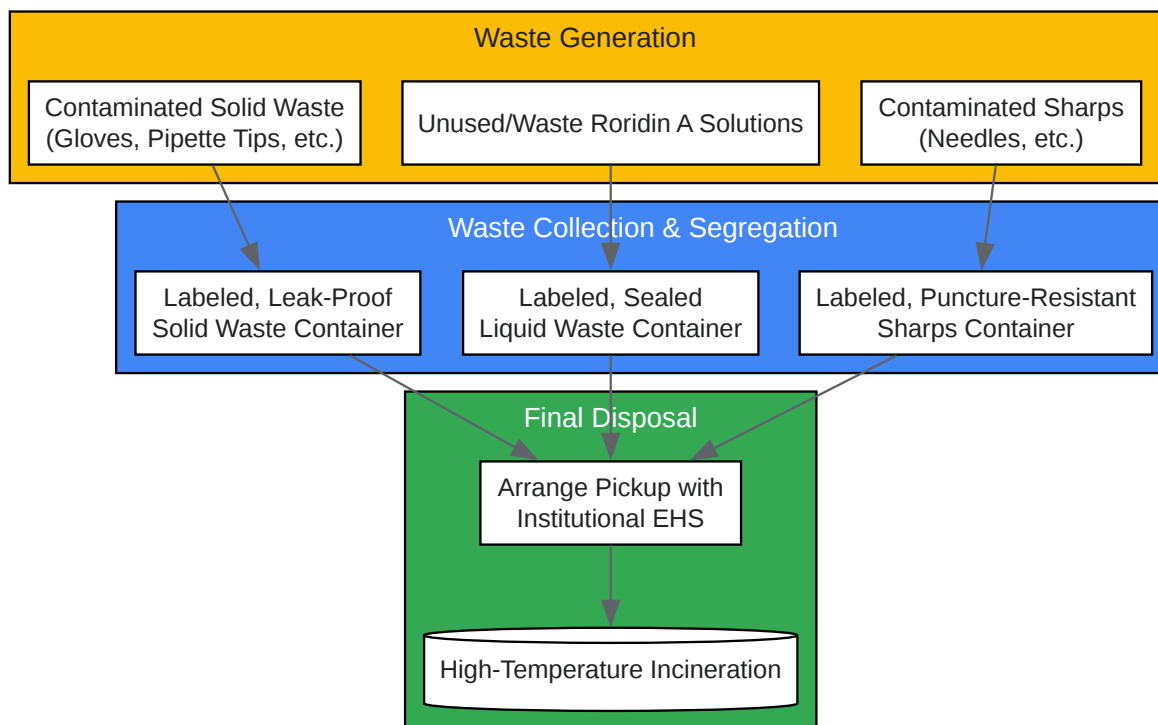 Waste Generation
Contaminated Solid Waste
(Gloves, Pipette Tips, etc.)
Unused/Waste Roridin A Solutions
Contaminated Sharps
(Needles, etc.)
Waste Collection & Segregation
Labeled, Leak-Proof
Solid Waste Container
Labeled, Sealed
Liquid Waste Container
Labeled, Puncture-Resistant
Sharps Container
Final Disposal
Arrange Pickup with
Institutional EHS
High-Temperature Incineration